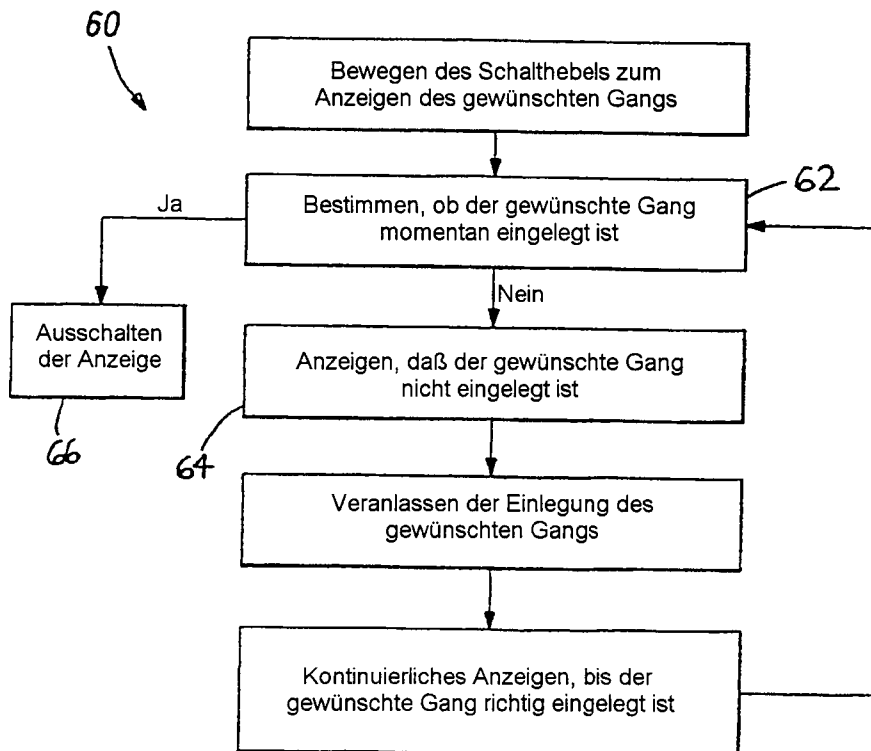 60
Bewegen des Schalthebels zum
Anzeigen des gewünschten Gangs
62
Bestimmen, ob der gewünschte Gang
momentan eingelegt ist
Ja
Nein
Ausschalten
der Anzeige
66
Anzeigen, daß der gewünschte Gang
nicht eingelegt ist
64
Veranlassen der Einlegung des
gewünschten Gangs
Kontinuierliches Anzeigen, bis der
gewünschte Gang richtig eingelegt ist